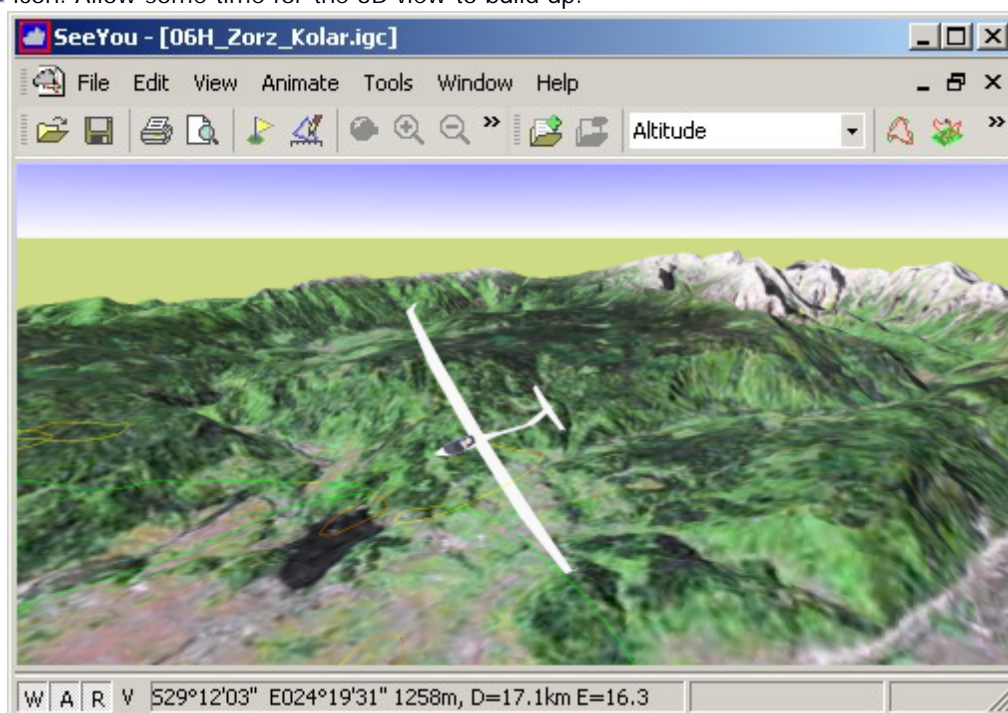 icon. Allow some time for the 3D view to build up.
SeeYou - [06H_Zorz_Kolar.igc]
File Edit View Animate Tools Window Help
Altitude
W A R V S29°12'03" E024°19'31" 1258m, D=17.1km E=16.3